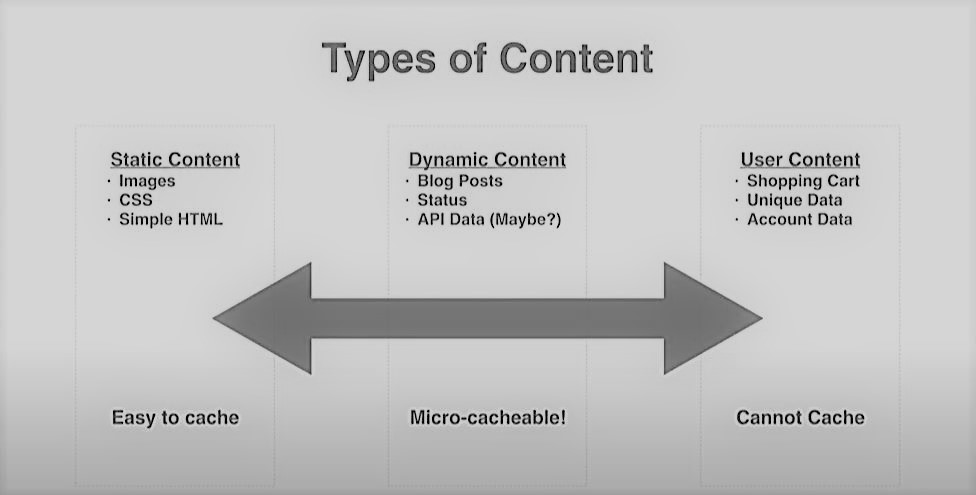 Types of Content
Static Content
· Images
· CSS
· Simple HTML
Dynamic Content
· Blog Posts
· Status
· API Data (Maybe?)
User Content
· Shopping Cart
· Unique Data
· Account Data
Easy to cache
Micro-cacheable!
Cannot Cache